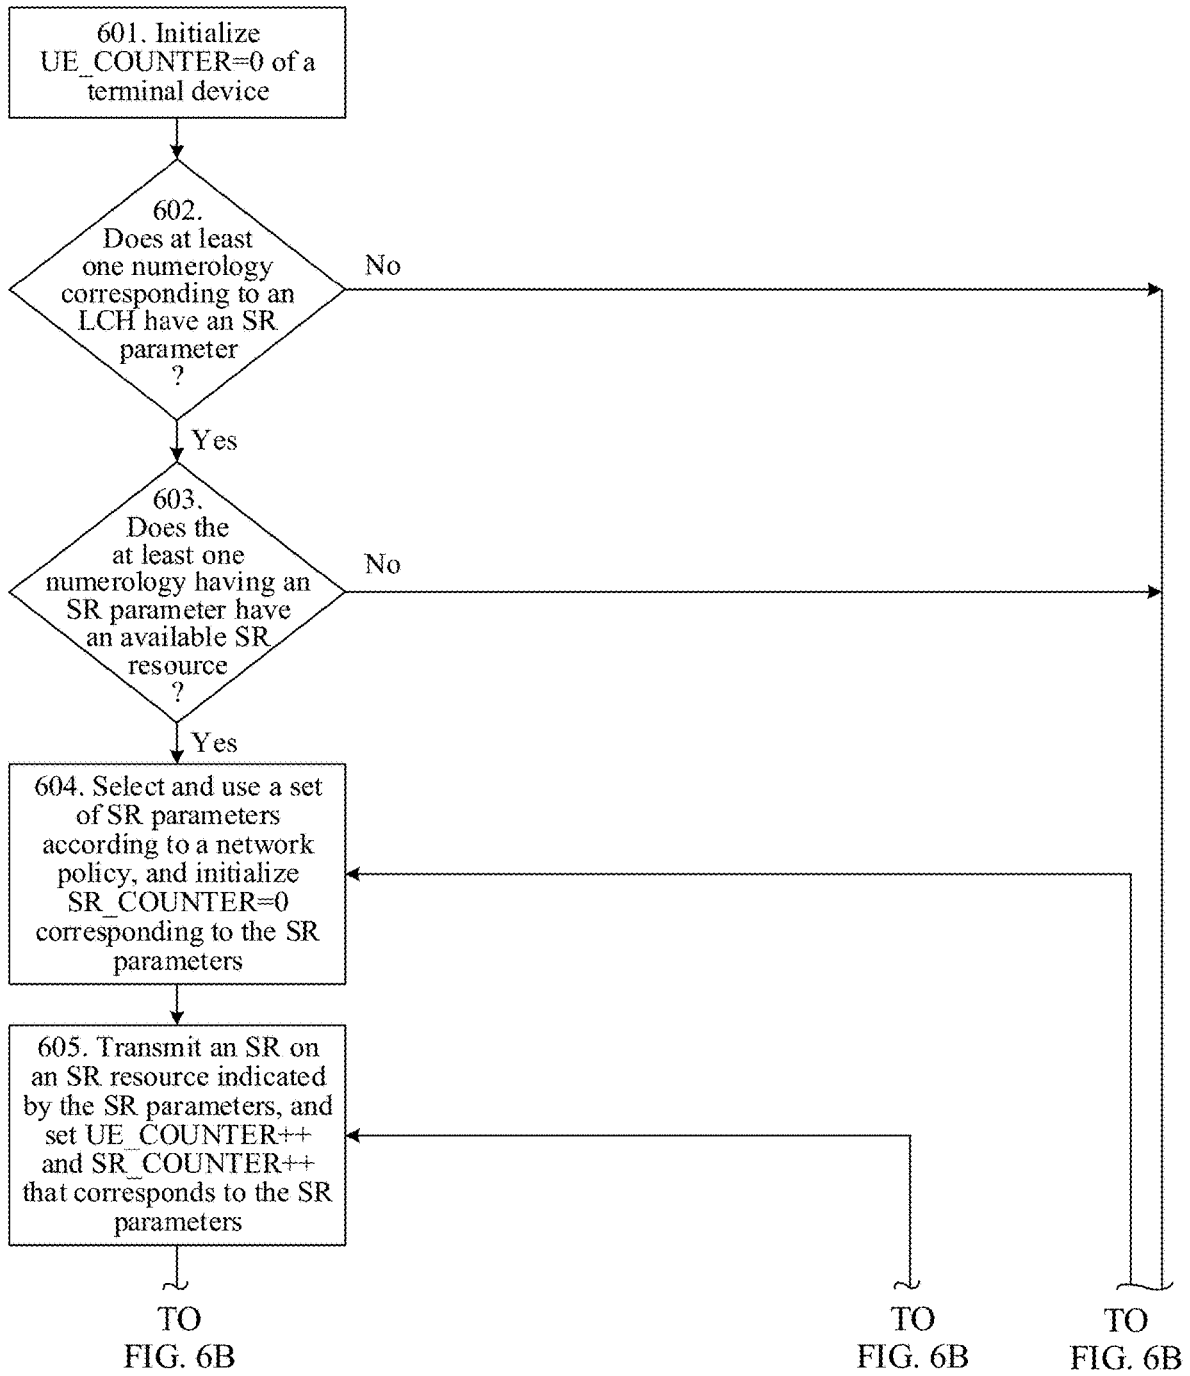 601. Initialize
UE_COUNTER=0 of a
terminal device
602.
Does at least
one numerology
corresponding to an
LCH have an SR
parameter
?
No
Yes
603.
Does the
at least one
numerology having an
SR parameter have
an available SR
resource
?
No
Yes
604. Select and use a set
of SR parameters
according to a network
policy, and initialize
SR_COUNTER=0
corresponding to the SR
parameters
605. Transmit an SR on
an SR resource indicated
by the SR parameters, and
set UE_COUNTER++
and SR_COUNTER++
that corresponds to the SR
parameters
TO
FIG. 6B
TO
FIG. 6B
TO
FIG. 6B